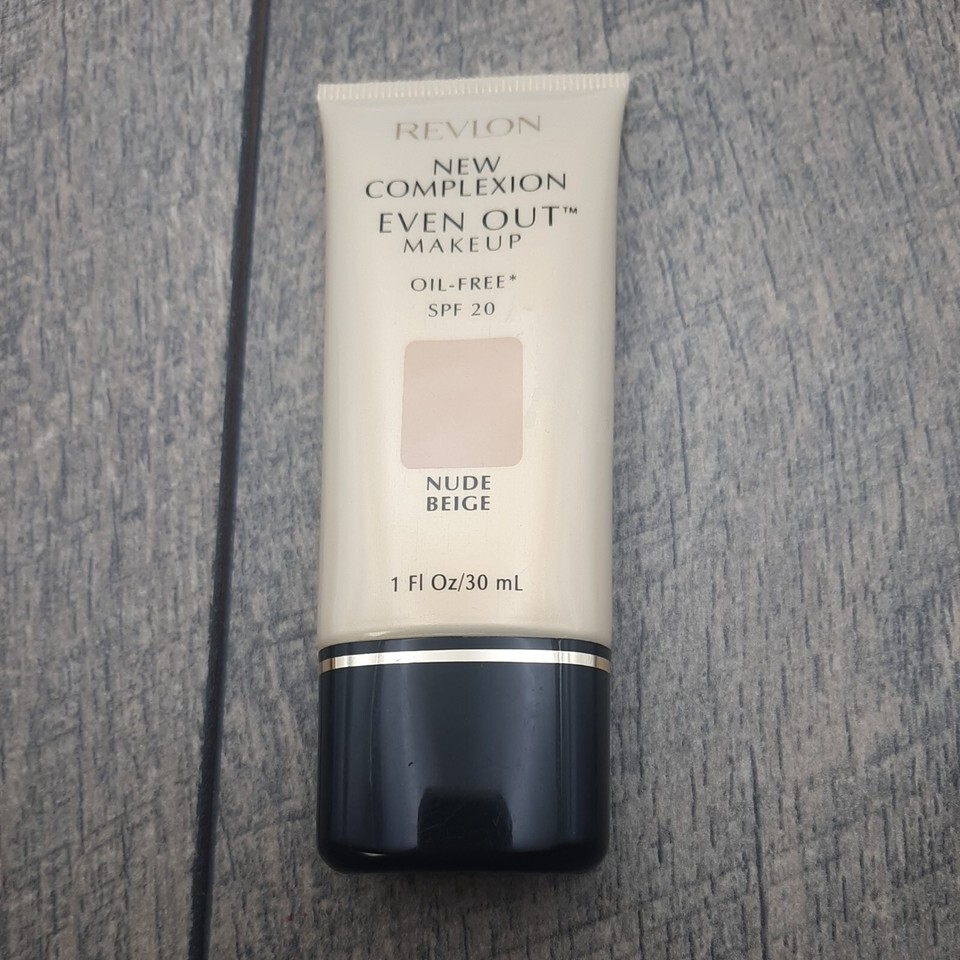 REVLON
NEW
COMPLEXION
EVEN OUT™
MAKEUP
OIL-FREE*
SPF 20
NUDE
BEIGE
1 Fl Oz/30 mL